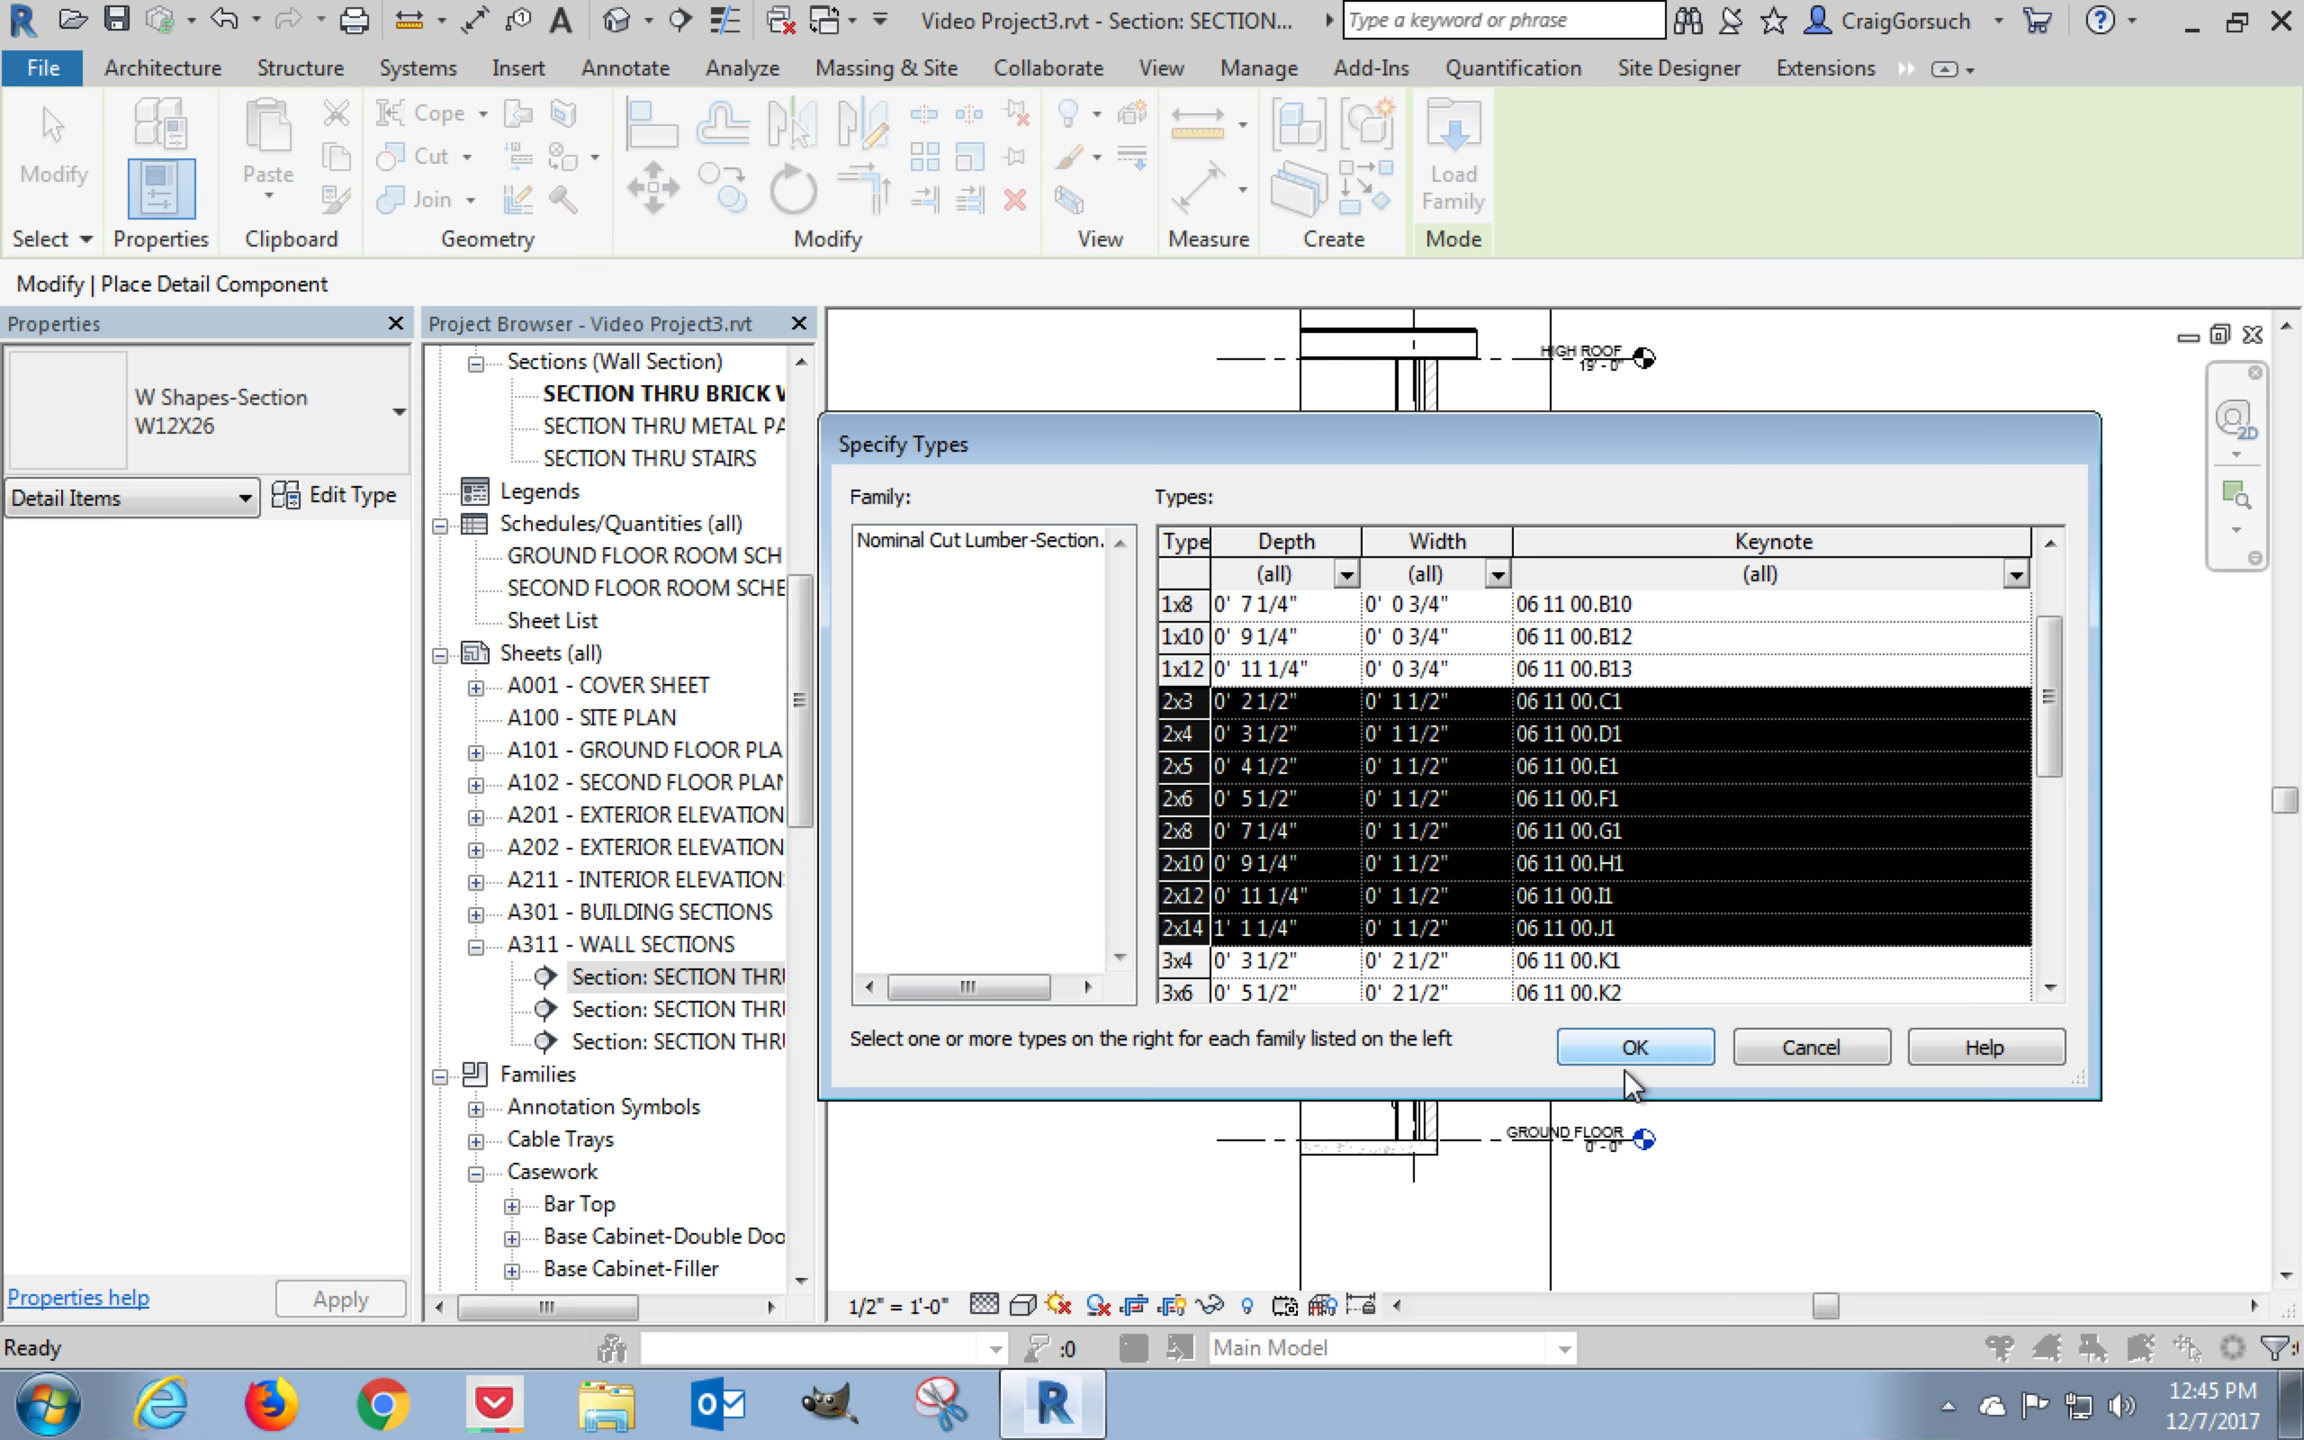 Video Project3.rvt - Section: SECTION...
Type a keyword or phrase
CraigGorsuch
File Architecture Structure Systems Insert Annotate Analyze Massing & Site Collaborate View Manage Add-Ins Quantification Site Designer Extensions
Modify
Paste
Cope
Cut
Join
Load
Family
Select Properties Clipboard Geometry Modify View Measure Create Mode
Modify | Place Detail Component
Properties
W Shapes-Section
W12X26
Detail Items
Edit Type
Properties help
Apply
Project Browser - Video Project3.rvt
Sections (Wall Section)
SECTION THRU BRICK W
SECTION THRU METAL PA
SECTION THRU STAIRS
Legends
Schedules/Quantities (all)
GROUND FLOOR ROOM SCH
SECOND FLOOR ROOM SCHE
Sheet List
Sheets (all)
A001 - COVER SHEET
A100 - SITE PLAN
A101 - GROUND FLOOR PLA
A102 - SECOND FLOOR PLAN
A201 - EXTERIOR ELEVATION
A202 - EXTERIOR ELEVATION
A211 - INTERIOR ELEVATION
A301 - BUILDING SECTIONS
A311 - WALL SECTIONS
Section: SECTION THRU
Section: SECTION THRU
Section: SECTION THRU
Families
Annotation Symbols
Cable Trays
Casework
Bar Top
Base Cabinet-Double Doo
Base Cabinet-Filler
HIGH ROOF
19' - 0"
2D
Specify Types
Family:
Types:
Nominal Cut Lumber-Section.
Type Depth Width Keynote
(all) (all) (all)
1x8 0' 7 1/4" 0' 0 3/4" 06 11 00.B10
1x10 0' 9 1/4" 0' 0 3/4" 06 11 00.B12
1x12 0' 11 1/4" 0' 0 3/4" 06 11 00.B13
2x3 0' 2 1/2" 0' 1 1/2" 06 11 00.C1
2x4 0' 3 1/2" 0' 1 1/2" 06 11 00.D1
2x5 0' 4 1/2" 0' 1 1/2" 06 11 00.E1
2x6 0' 5 1/2" 0' 1 1/2" 06 11 00.F1
2x8 0' 7 1/4" 0' 1 1/2" 06 11 00.G1
2x10 0' 9 1/4" 0' 1 1/2" 06 11 00.H1
2x12 0' 11 1/4" 0' 1 1/2" 06 11 00.I1
2x14 1' 1 1/4" 0' 1 1/2" 06 11 00.J1
3x4 0' 3 1/2" 0' 2 1/2" 06 11 00.K1
3x6 0' 5 1/2" 0' 2 1/2" 06 11 00.K2
Select one or more types on the right for each family listed on the left
OK
Cancel
Help
GROUND FLOOR
0' - 0"
1/2" = 1'-0"
Ready
:0
Main Model
12:45 PM
12/7/2017